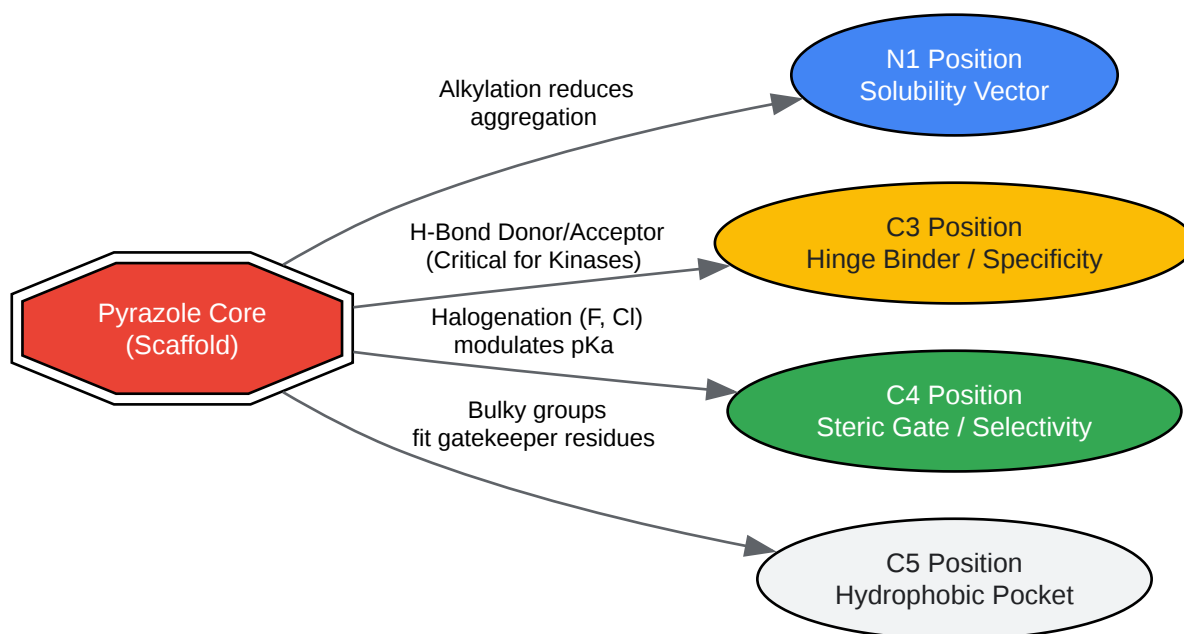 Pyrazole Core
(Scaffold)
Alkylation reduces
aggregation
N1 Position
Solubility Vector
H-Bond Donor/Acceptor
(Critical for Kinases)
C3 Position
Hinge Binder / Specificity
Halogenation (F, Cl)
modulates pKa
C4 Position
Steric Gate / Selectivity
Bulky groups
fit gatekeeper residues
C5 Position
Hydrophobic Pocket